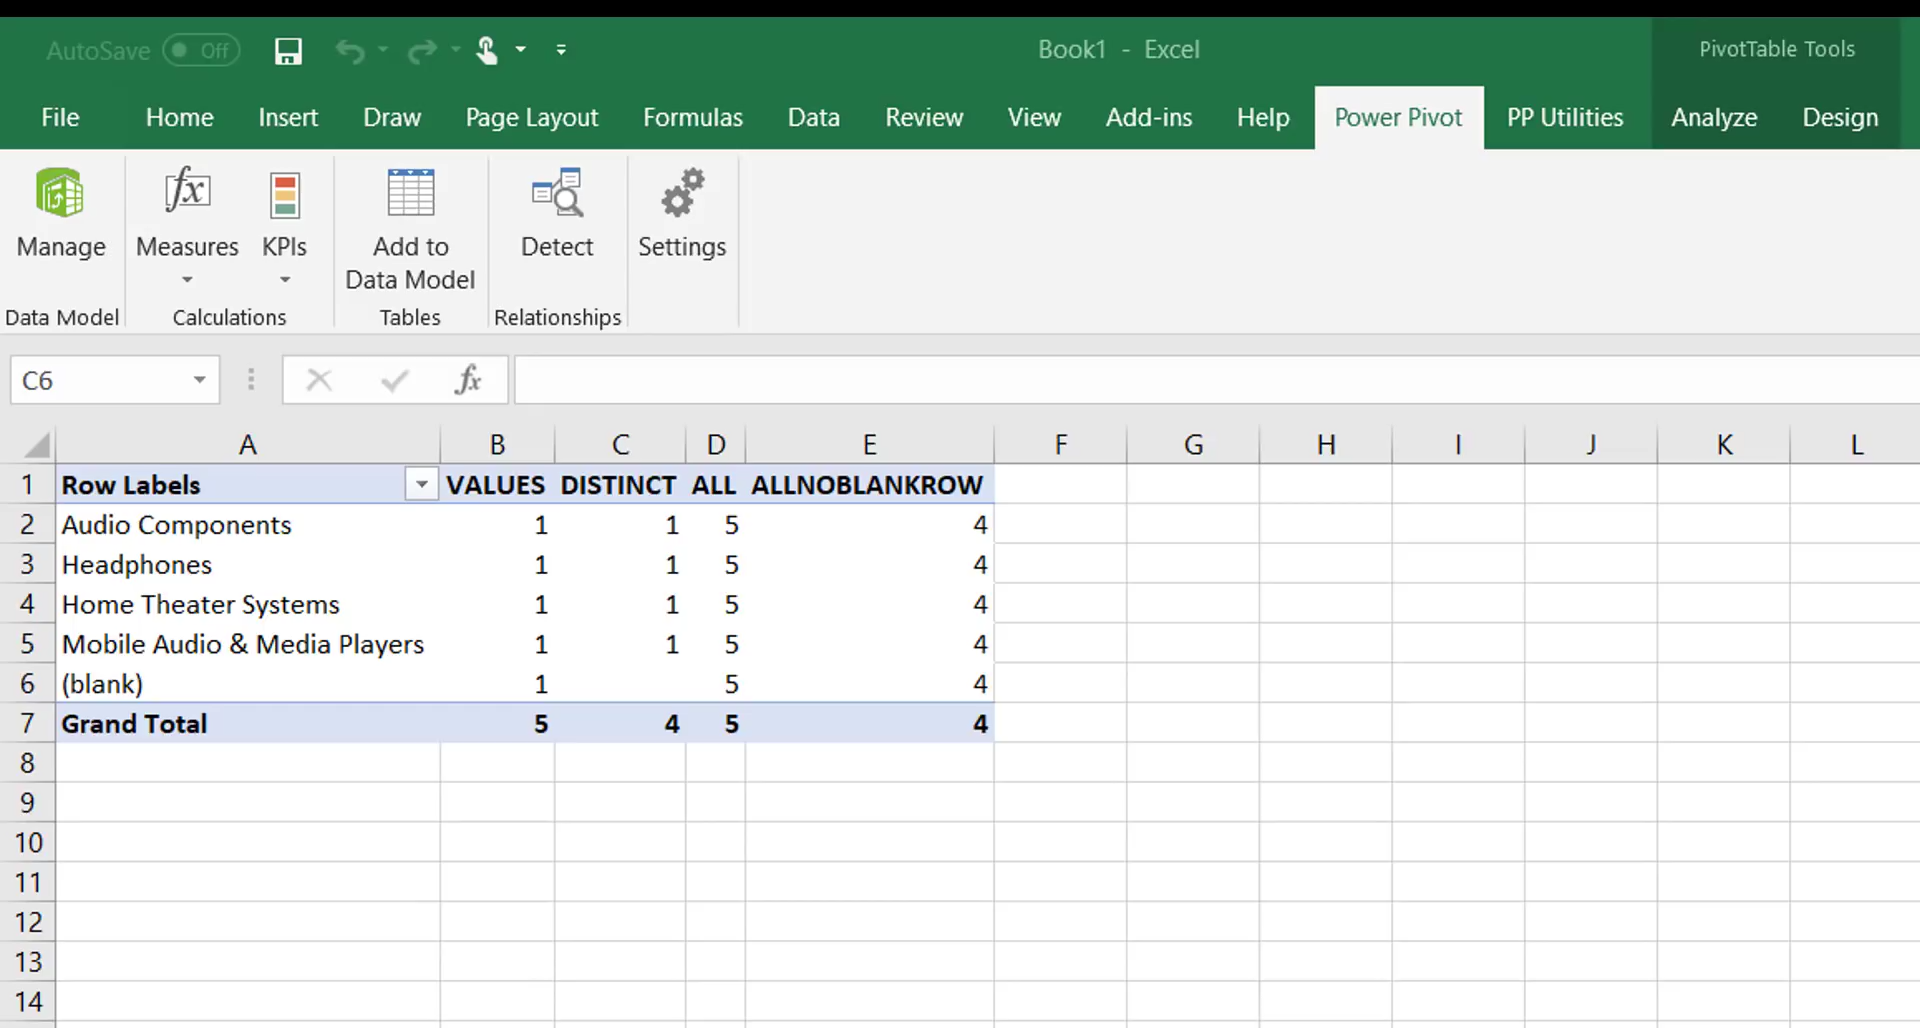 AutoSave Off Book1 - Excel PivotTable Tools
File Home Insert Draw Page Layout Formulas Data Review View Add-ins Help Power Pivot PP Utilities Analyze Design
Manage Measures KPIs Add to Detect Settings
Data Model
Data Model Calculations Tables Relationships
C6 fx
A B C D E F G H I J K L
1 Row Labels VALUES DISTINCT ALL ALLNOBLANKROW
2 Audio Components 1 1 5 4
3 Headphones 1 1 5 4
4 Home Theater Systems 1 1 5 4
5 Mobile Audio & Media Players 1 1 5 4
6 (blank) 1 5 4
7 Grand Total 5 4 5 4
8
9
10
11
12
13
14